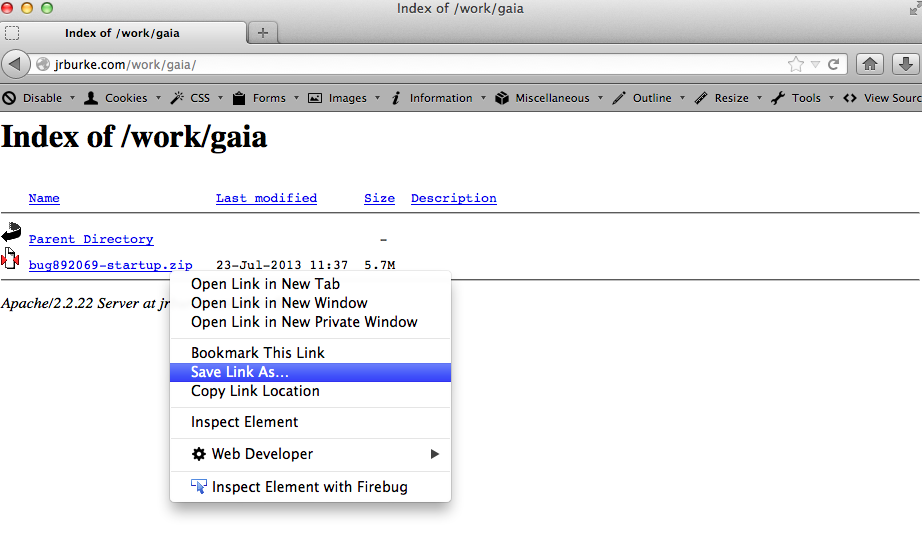 Index of /work/gaia
Index of /work/gaia
jrburke.com/work/gaia/
Disable Cookies CSS Forms Images Information Miscellaneous Outline Resize Tools View Sourc
Index of /work/gaia
Name Last modified Size Description
Parent Directory -
bug892069-startup.zip 23-Jul-2013 11:37 5.7M
Apache/2.2.22 Server at jr
Open Link in New Tab
Open Link in New Window
Open Link in New Private Window
Bookmark This Link
Save Link As...
Copy Link Location
Inspect Element
Web Developer
Inspect Element with Firebug